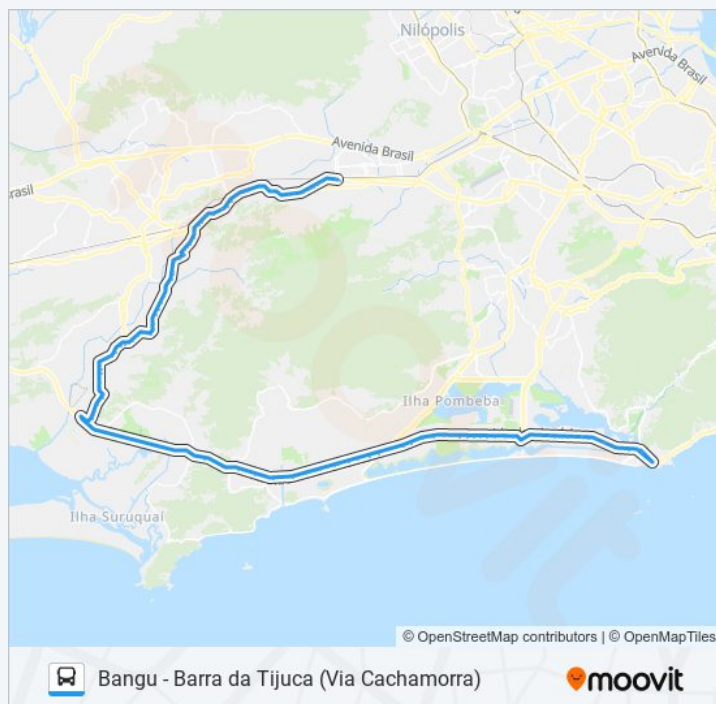 Nilópolis
Avenida Brasil
Avenida Brasil
rasil
Ilha Pombeba
Ilha Suruquai
© OpenStreetMap contributors | © OpenMapTiles
Bangu - Barra da Tijuca (Via Cachamorra)
moovit